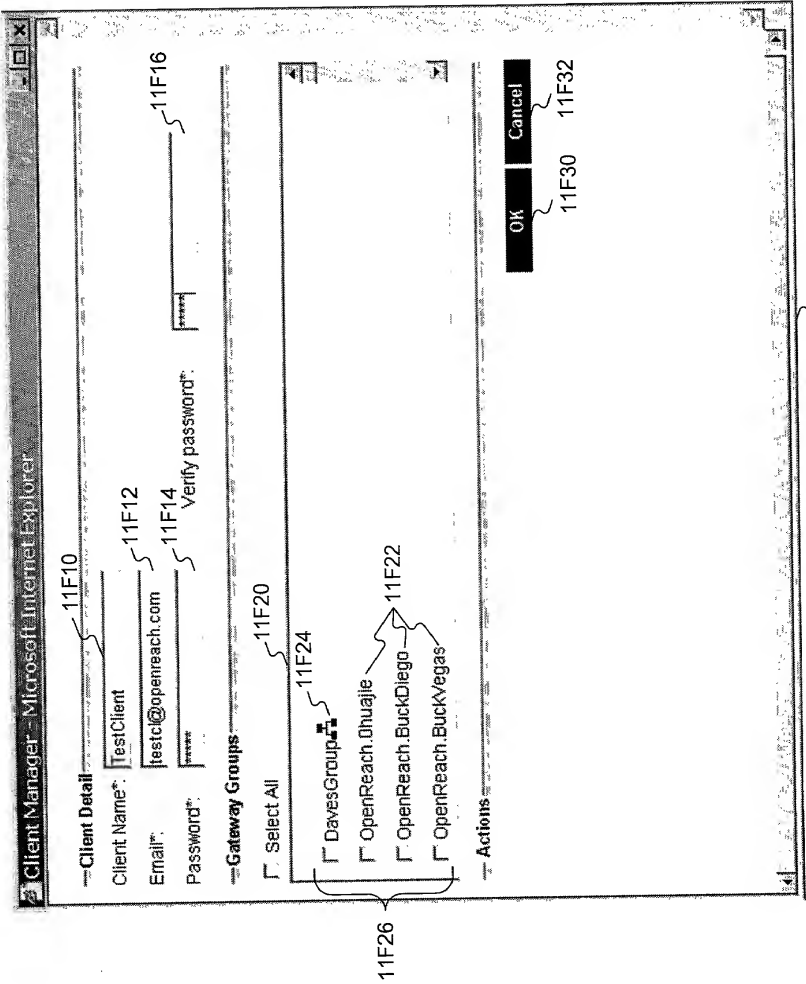 Client Manager - Microsoft Internet Explorer
Client Detail
11F10
Client Name*: TestClient
11F12
Email*: testcl@openreach.com
11F14
11F16
Password*: ***** Verify password*: *****
Gateway Groups
Select All
11F20
11F24
DavesGroup
OpenReach.Dhuajie
11F22
OpenReach.BuckDiego
OpenReach.BuckVegas
11F26
Actions
OK Cancel
11F30
11F32